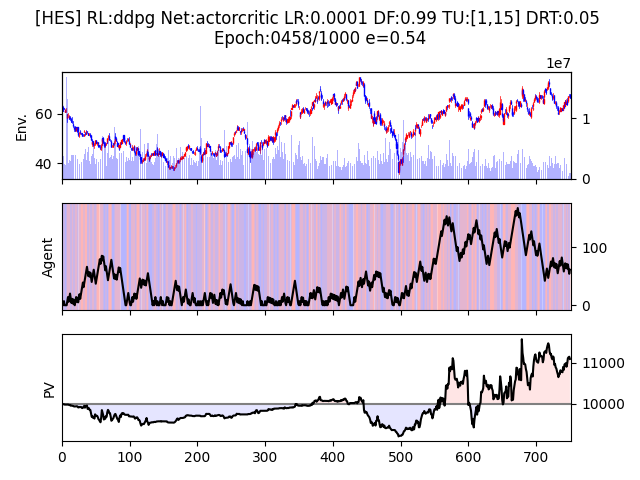 [HES] RL:ddpg Net:actorcritic LR:0.0001 DF:0.99 TU:[1,15] DRT:0.05
Epoch:0458/1000 e=0.54
1e7
Env.
60
40
1
0
Agent
100
0
PV
11000
10000
0 100 200 300 400 500 600 700